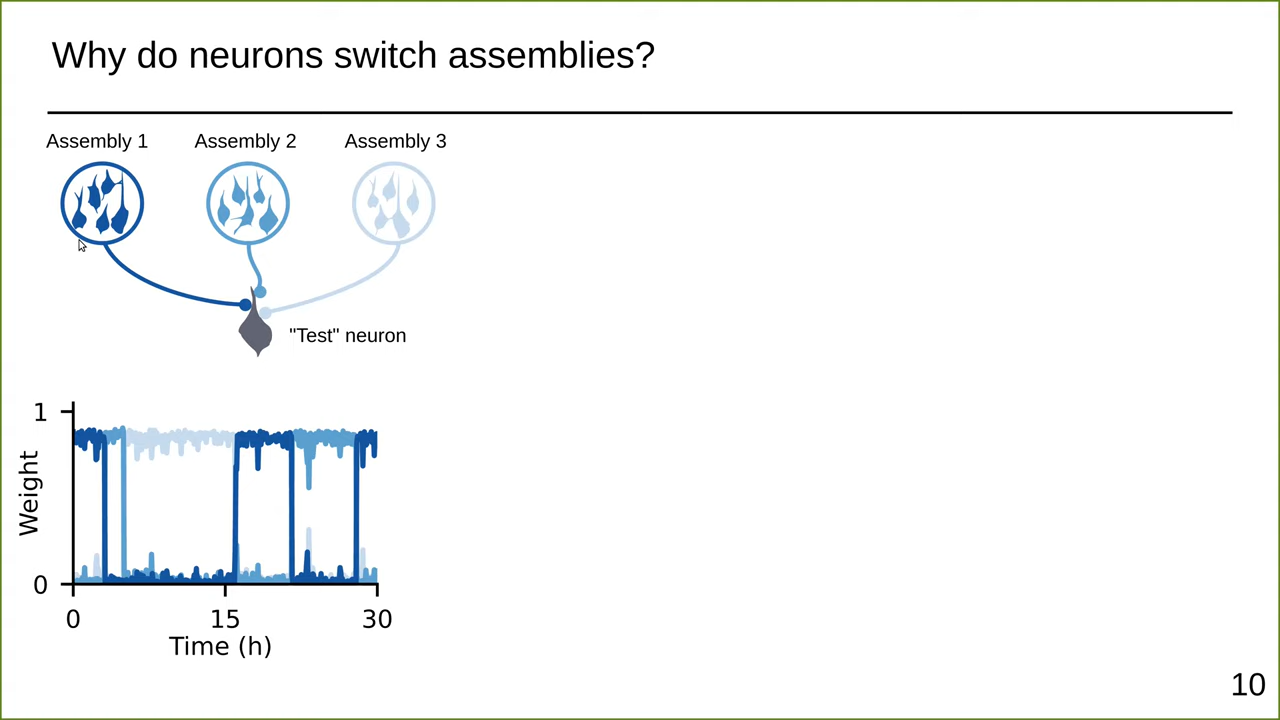 Why do neurons switch assemblies?
Assembly 1
Assembly 2
Assembly 3
"Test" neuron
1
Weight
0
0
15
30
Time (h)
10